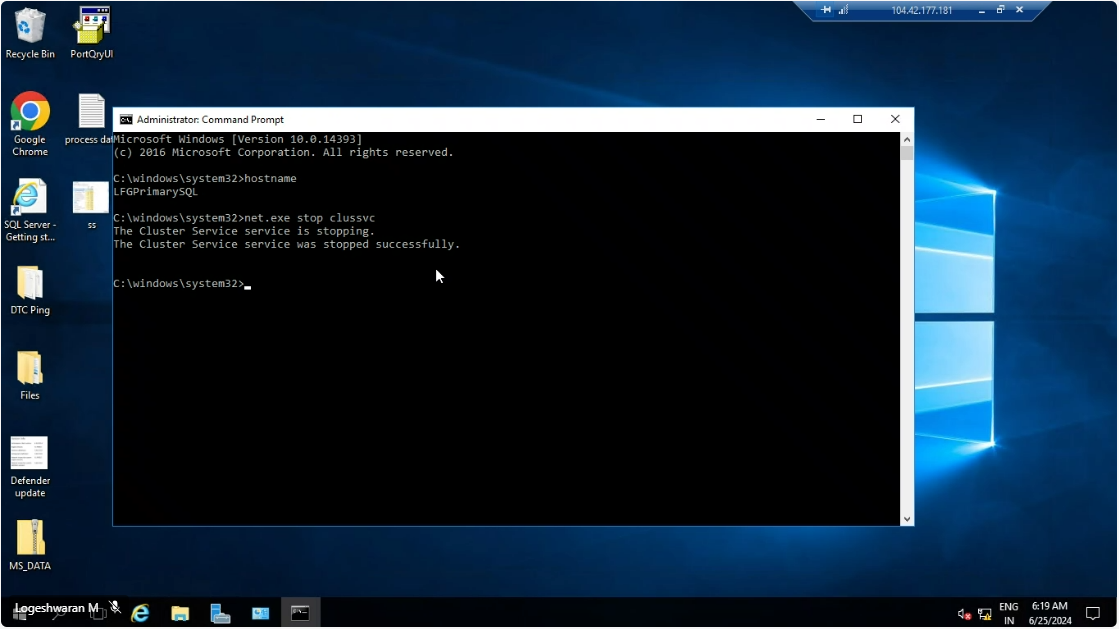 104.42.177.181
Recycle Bin
PortQryUI
Google
Chrome
process dat
SQL Server -
Getting st...
ss
DTC Ping
Files
Defender
update
MS_DATA
Administrator: Command Prompt
Microsoft Windows [Version 10.0.14393]
(c) 2016 Microsoft Corporation. All rights reserved.
C:\windows\system32>hostname
LFGPrimarySQL
C:\windows\system32>net.exe stop clussvc
The Cluster Service service is stopping.
The Cluster Service service was stopped successfully.
C:\windows\system32>
Logeshwaran M
ENG
IN
6:19 AM
6/25/2024